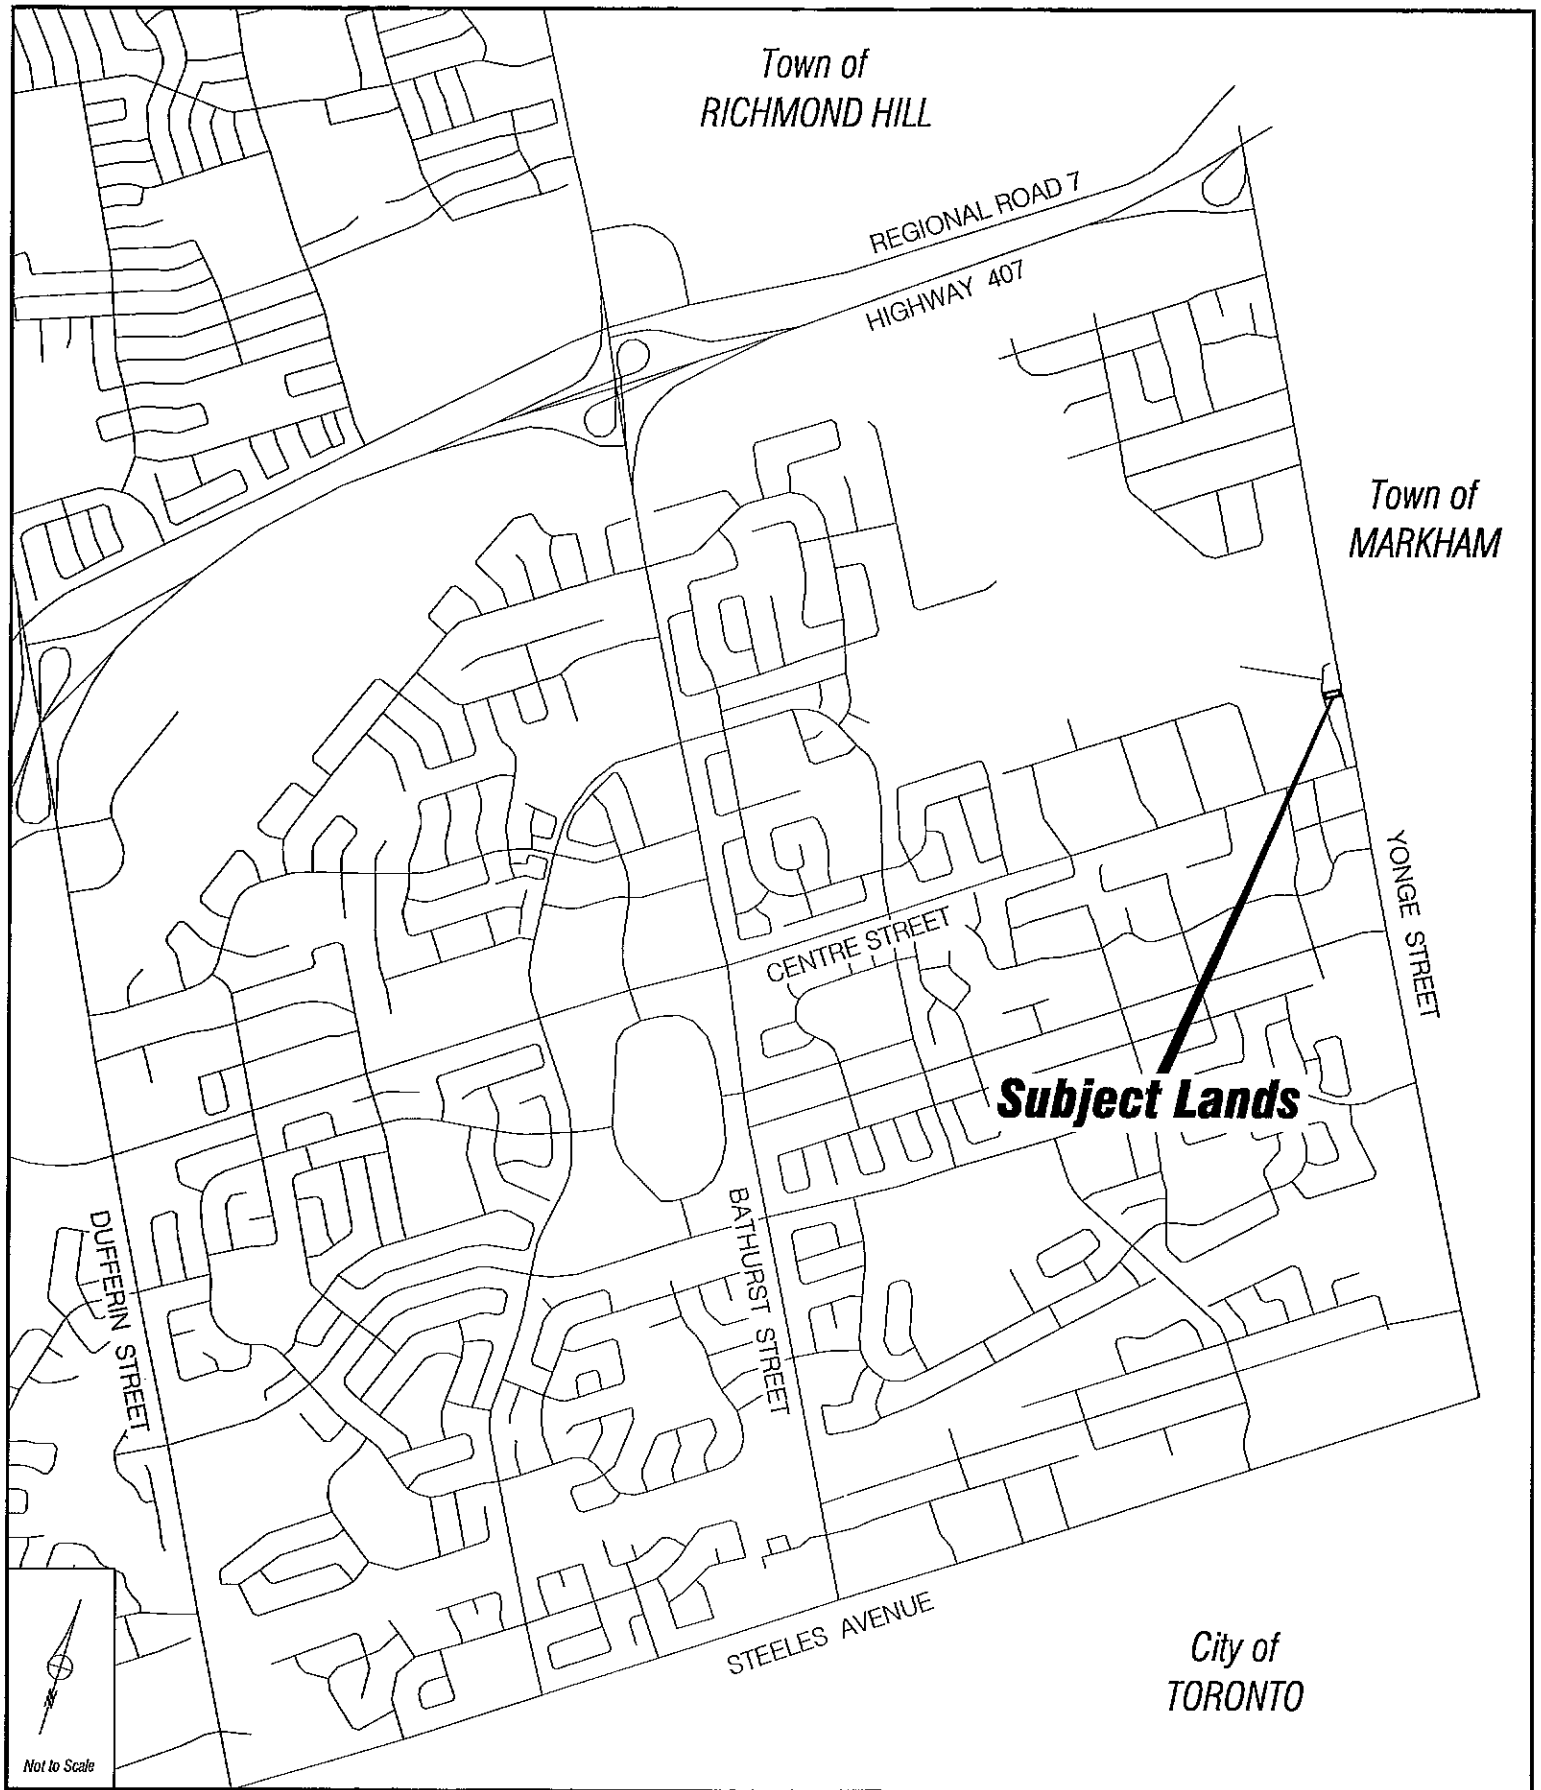 Town of
RICHMOND HILL
REGIONAL ROAD 7
HIGHWAY 407
Town of
MARKHAM
YONGE STREET
CENTRE STREET
Subject Lands
BATHURST STREET
DUFFERIN STREET
STEELES AVENUE
City of
TORONTO
N
Not to Scale